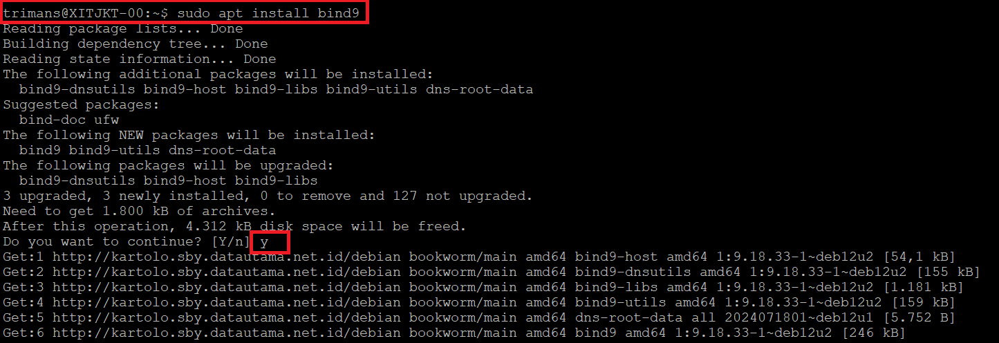 trimans@XITJKT-00:~$ sudo apt install bind9
Reading package lists... Done
Building dependency tree... Done
Reading state information... Done
The following additional packages will be installed:
  bind9-dnsutils bind9-host bind9-libs bind9-utils dns-root-data
Suggested packages:
  bind-doc ufw
The following NEW packages will be installed:
  bind9 bind9-utils dns-root-data
The following packages will be upgraded:
  bind9-dnsutils bind9-host bind9-libs
3 upgraded, 3 newly installed, 0 to remove and 127 not upgraded.
Need to get 1.800 kB of archives.
After this operation, 4.312 kB disk space will be freed.
Do you want to continue? [Y/n] y
Get:1 http://kartolo.sby.datautama.net.id/debian bookworm/main amd64 bind9-host amd64 1:9.18.33-1~deb12u2 [54,1 kB]
Get:2 http://kartolo.sby.datautama.net.id/debian bookworm/main amd64 bind9-dnsutils amd64 1:9.18.33-1~deb12u2 [155 kB]
Get:3 http://kartolo.sby.datautama.net.id/debian bookworm/main amd64 bind9-libs amd64 1:9.18.33-1~deb12u2 [1.181 kB]
Get:4 http://kartolo.sby.datautama.net.id/debian bookworm/main amd64 bind9-utils amd64 1:9.18.33-1~deb12u2 [159 kB]
Get:5 http://kartolo.sby.datautama.net.id/debian bookworm/main amd64 dns-root-data all 2024071801~deb12u1 [5.752 B]
Get:6 http://kartolo.sby.datautama.net.id/debian bookworm/main amd64 bind9 amd64 1:9.18.33-1~deb12u2 [246 kB]